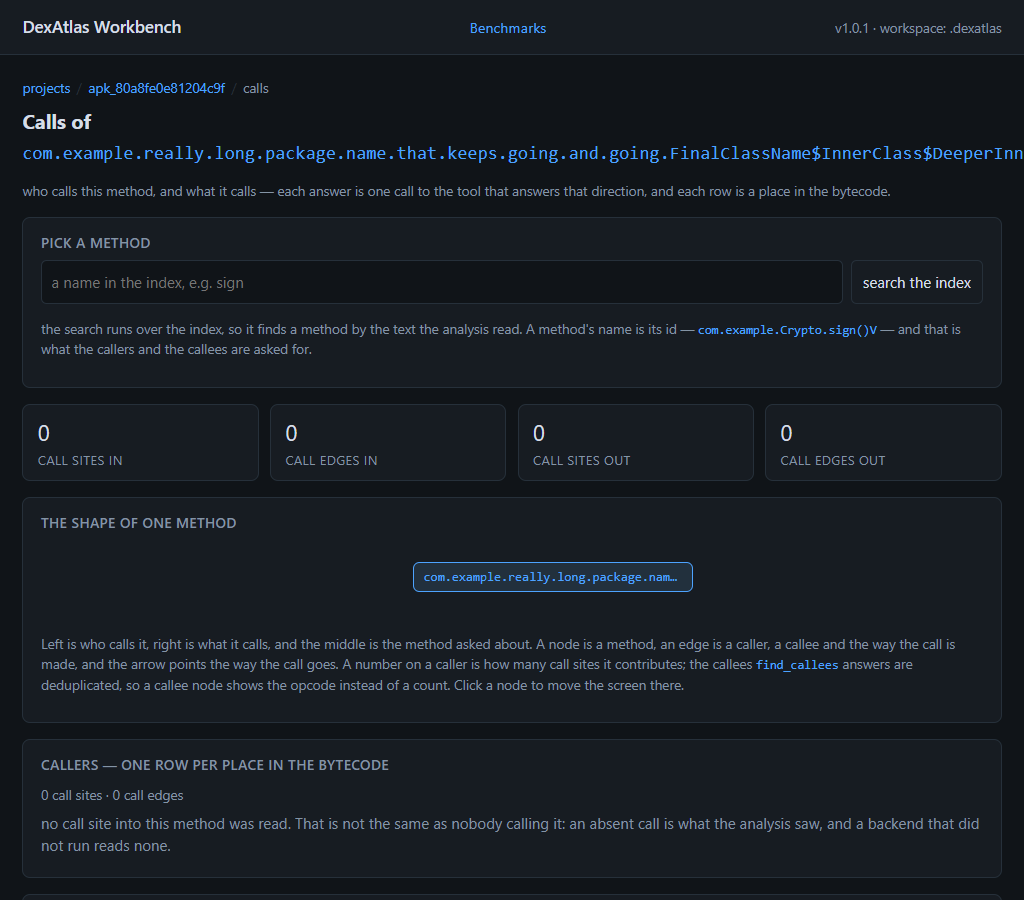 DexAtlas Workbench
Benchmarks
v1.0.1 · workspace: .dexatlas
projects / apk_80a8fe0e81204c9f / calls
Calls of
com.example.really.long.package.name.that.keeps.going.and.going.FinalClassName$InnerClass$DeeperInn
who calls this method, and what it calls — each answer is one call to the tool that answers that direction, and each row is a place in the bytecode.
PICK A METHOD
a name in the index, e.g. sign
search the index
the search runs over the index, so it finds a method by the text the analysis read. A method's name is its id — com.example.Crypto.sign()V — and that is
what the callers and the callees are asked for.
0
CALL SITES IN
0
CALL EDGES IN
0
CALL SITES OUT
0
CALL EDGES OUT
THE SHAPE OF ONE METHOD
com.example.really.long.package.nam…
Left is who calls it, right is what it calls, and the middle is the method asked about. A node is a method, an edge is a caller, a callee and the way the call is
made, and the arrow points the way the call goes. A number on a caller is how many call sites it contributes; the callees find_callees answers are
deduplicated, so a callee node shows the opcode instead of a count. Click a node to move the screen there.
CALLERS — ONE ROW PER PLACE IN THE BYTECODE
0 call sites · 0 call edges
no call site into this method was read. That is not the same as nobody calling it: an absent call is what the analysis saw, and a backend that did
not run reads none.